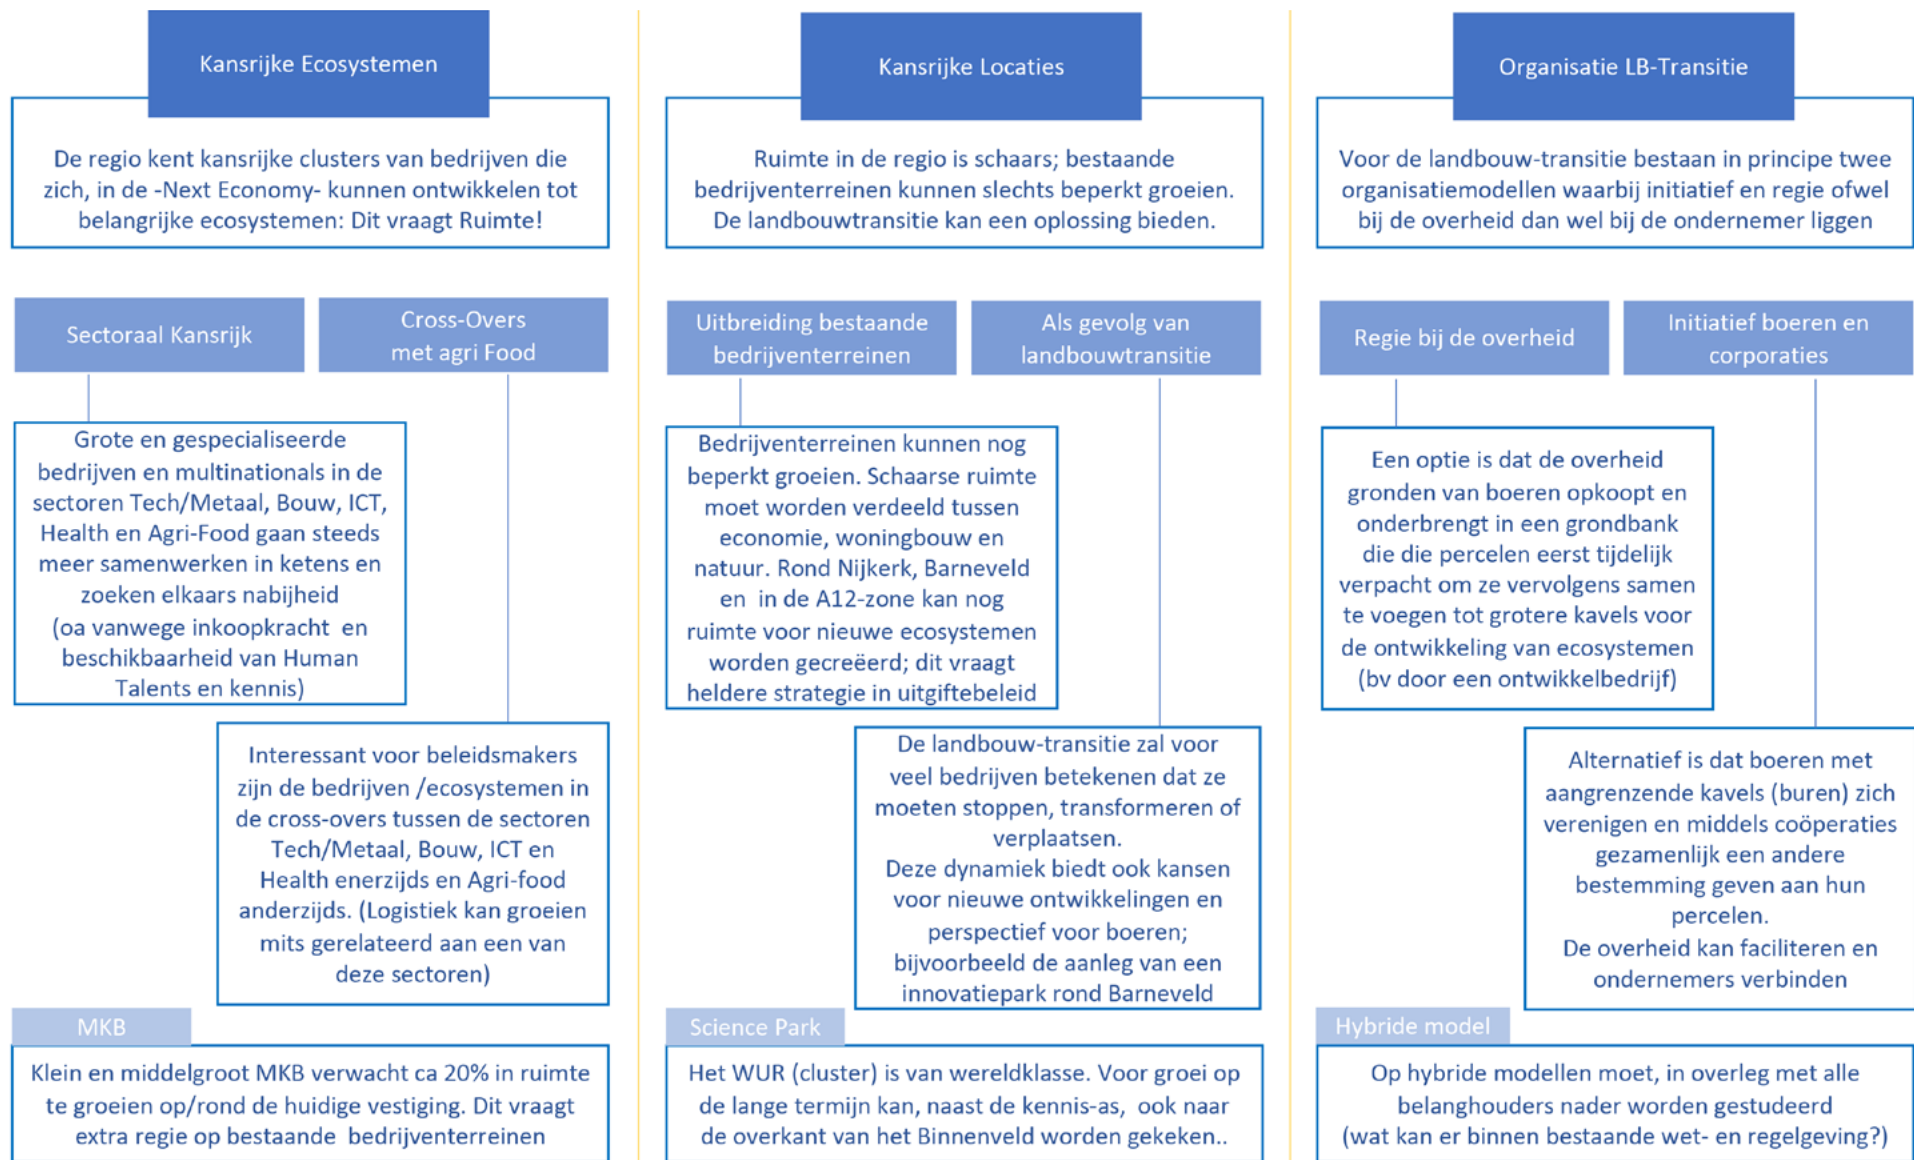 Kansrijke Ecosystemen
De regio kent kansrijke clusters van bedrijven die
zich, in de -Next Economy- kunnen ontwikkelen tot
belangrijke ecosystemen: Dit vraagt Ruimte!
Sectoraal Kansrijk
Cross-Overs
met agri Food
Grote en gespecialiseerde
bedrijven en multinationals in de
sectoren Tech/Metaal, Bouw, ICT,
Health en Agri-Food gaan steeds
meer samenwerken in ketens en
zoeken elkaars nabijheid
(oa vanwege inkoopkracht en
beschikbaarheid van Human
Talents en kennis)
Interessant voor beleidsmakers
zijn de bedrijven /ecosystemen in
de cross-overs tussen de sectoren
Tech/Metaal, Bouw, ICT en
Health enerzijds en Agri-food
anderzijds. (Logistiek kan groeien
mits gerelateerd aan een van
deze sectoren)
MKB
Klein en middelgroot MKB verwacht ca 20% in ruimte
te groeien op/rond de huidige vestiging. Dit vraagt
extra regie op bestaande bedrijventerreinen
Kansrijke Locaties
Ruimte in de regio is schaars; bestaande
bedrijventerreinen kunnen slechts beperkt groeien.
De landbouwtransitie kan een oplossing bieden.
Uitbreiding bestaande
bedrijventerreinen
Als gevolg van
landbouwtransitie
Bedrijventerreinen kunnen nog
beperkt groeien. Schaarse ruimte
moet worden verdeeld tussen
economie, woningbouw en
natuur. Rond Nijkerk, Barneveld
en in de A12-zone kan nog
ruimte voor nieuwe ecosystemen
worden gecreëerd; dit vraagt
heldere strategie in uitgiftebeleid
De landbouw-transitie zal voor
veel bedrijven betekenen dat ze
moeten stoppen, transformeren of
verplaatsen.
Deze dynamiek biedt ook kansen
voor nieuwe ontwikkelingen en
perspectief voor boeren;
bijvoorbeeld de aanleg van een
innovatiepark rond Barneveld
Science Park
Het WUR (cluster) is van wereldklasse. Voor groei op
de lange termijn kan, naast de kennis-as, ook naar
de overkant van het Binnenveld worden gekeken..
Organisatie LB-Transitie
Voor de landbouw-transitie bestaan in principe twee
organisatiemodellen waarbij initiatief en regie ofwel
bij de overheid dan wel bij de ondernemer liggen
Regie bij de overheid
Initiatief boeren en
corporaties
Een optie is dat de overheid
gronden van boeren opkoopt en
onderbrengt in een grondbank
die die percelen eerst tijdelijk
verpacht om ze vervolgens samen
te voegen tot grotere kavels voor
de ontwikkeling van ecosystemen
(bv door een ontwikkelbedrijf)
Alternatief is dat boeren met
aangrenzende kavels (buren) zich
verenigen en middels coöperaties
gezamenlijk een andere
bestemming geven aan hun
percelen.
De overheid kan faciliteren en
ondernemers verbinden
Hybride model
Op hybride modellen moet, in overleg met alle
belanghouders nader worden gestudeerd
(wat kan er binnen bestaande wet- en regelgeving?)